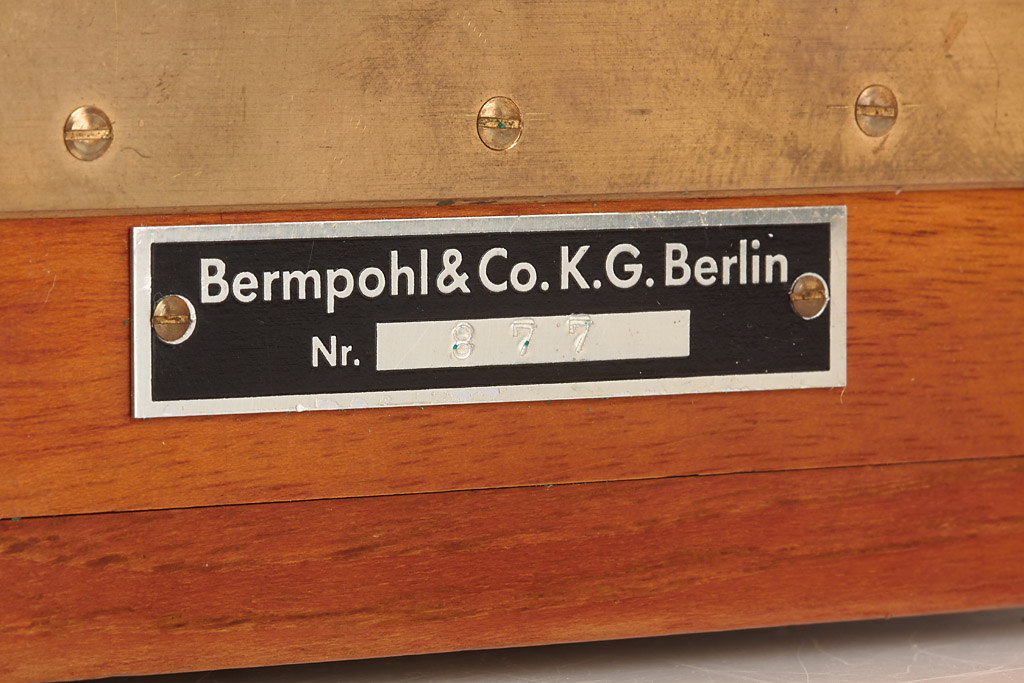 Bermpohl & Co. K.G. Berlin
Nr. 877